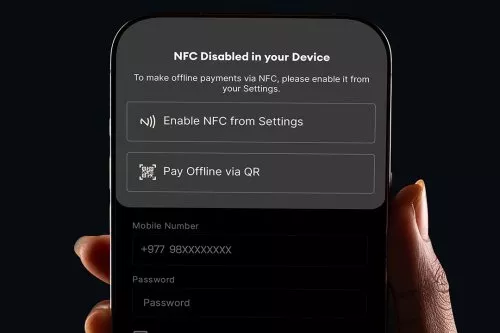 NFC Disabled in your Device
To make offline payments via NFC, please enable it from
your Settings.
Enable NFC from Settings
Pay Offline via QR
Mobile Number
+977 98XXXXXXXX
Password
Password